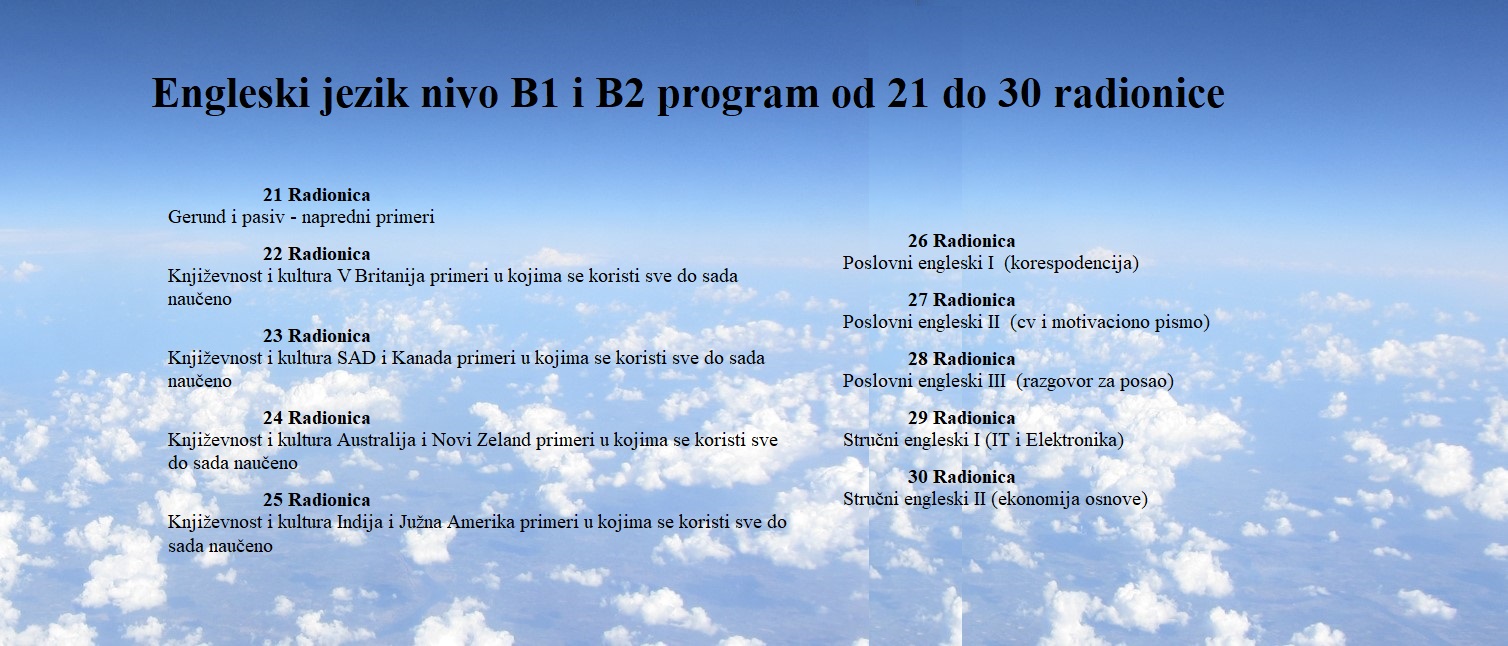 Engleski jezik nivo B1 i B2 program od 21 do 30 radionice
21 Radionica
Gerund i pasiv - napredni primeri
22 Radionica
Književnost i kultura V Britanija primeri u kojima se koristi sve do sada
naučeno
23 Radionica
Književnost i kultura SAD i Kanada primeri u kojima se koristi sve do sada
naučeno
24 Radionica
Književnost i kultura Australija i Novi Zeland primeri u kojima se koristi sve
do sada naučeno
25 Radionica
Književnost i kultura Indija i Južna Amerika primeri u kojima se koristi sve do
sada naučeno
26 Radionica
Poslovni engleski I  (korespodencija)
27 Radionica
Poslovni engleski II  (cv i motivaciono pismo)
28 Radionica
Poslovni engleski III  (razgovor za posao)
29 Radionica
Stručni engleski I (IT i Elektronika)
30 Radionica
Stručni engleski II (ekonomija osnove)